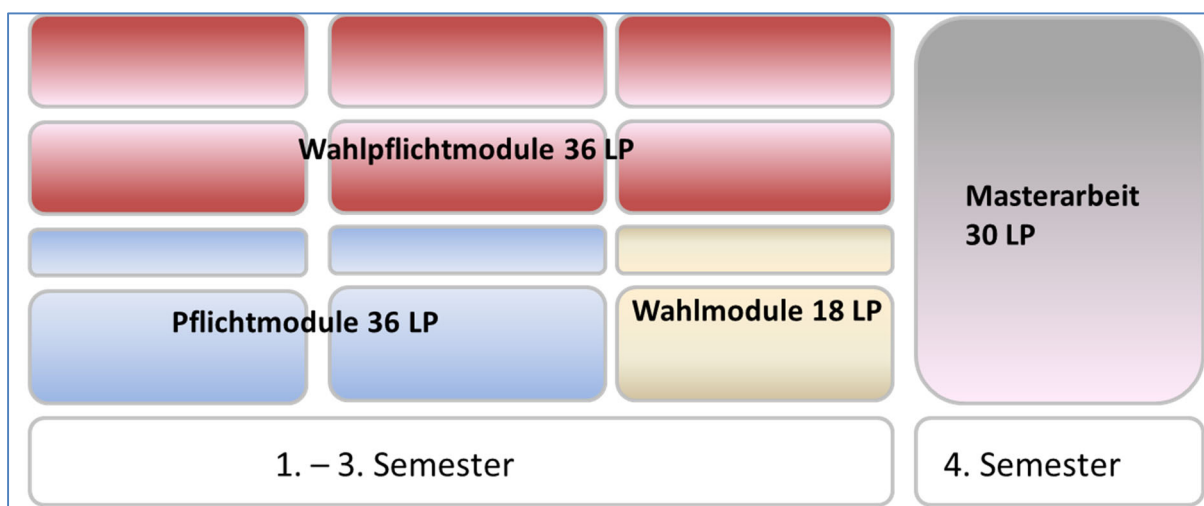 Wahlpflichtmodule 36 LP
Masterarbeit
30 LP
Pflichtmodule 36 LP
Wahlmodule 18 LP
1. – 3. Semester
4. Semester